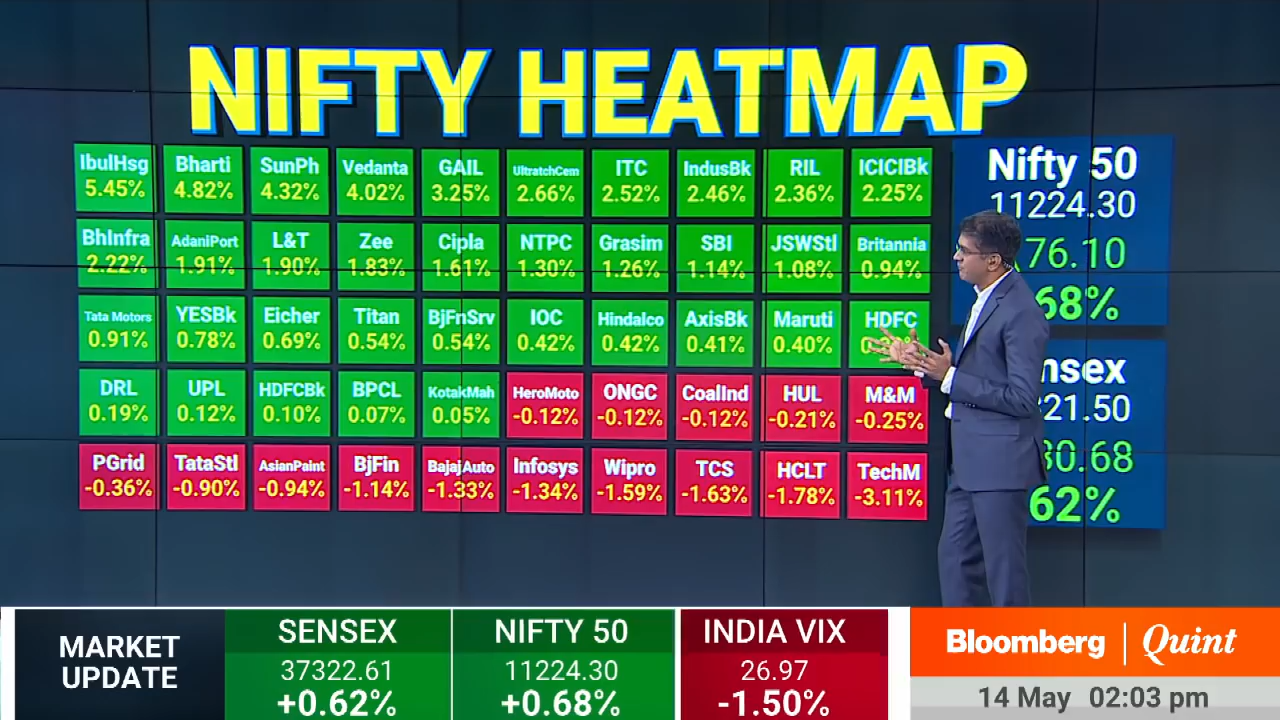 NIFTY HEATMAP
IbulHsg Bharti SunPh Vedanta GAIL UltratchCem ITC IndusBk RIL ICICIBk
5.45% 4.82% 4.32% 4.02% 3.25% 2.66% 2.52% 2.46% 2.36% 2.25%
BhInfra AdaniPort L&T Zee Cipla NTPC Grasim SBI JSWStl Britannia
2.22% 1.91% 1.90% 1.83% 1.61% 1.30% 1.26% 1.14% 1.08% 0.94%
Tata Motors YESBk Eicher Titan BjFnSrv IOC Hindalco AxisBk Maruti HDFC
0.91% 0.78% 0.69% 0.54% 0.54% 0.42% 0.42% 0.41% 0.40%
DRL UPL HDFCBk BPCL KotakMah HeroMoto ONGC CoalInd HUL M&M
0.19% 0.12% 0.10% 0.07% 0.05% -0.12% -0.12% -0.12% -0.21% -0.25%
PGrid TataStl AsianPaint BjFin BajajAuto Infosys Wipro TCS HCLT TechM
-0.36% -0.90% -0.94% -1.14% -1.33% -1.34% -1.59% -1.63% -1.78% -3.11%
Nifty 50
11224.30
76.10
68%
nsex
21.50
30.68
62%
MARKET
UPDATE
SENSEX
37322.61
+0.62%
NIFTY 50
11224.30
+0.68%
INDIA VIX
26.97
-1.50%
Bloomberg | Quint
14 May 02:03 pm